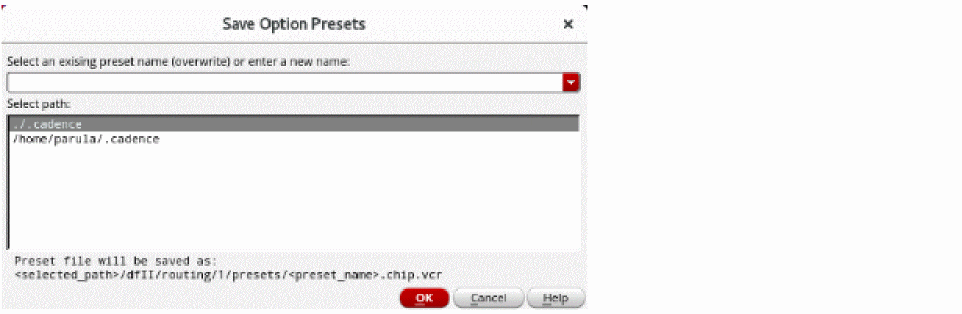 Save Option Presets
Select an exising preset name (overwrite) or enter a new name:
Select path:
./.cadence
/home/parula/.cadence
Preset file will be saved as:
<selected_path>/dfII/routing/1/presets/<preset_name>.chip.vcr
OK Cancel Help